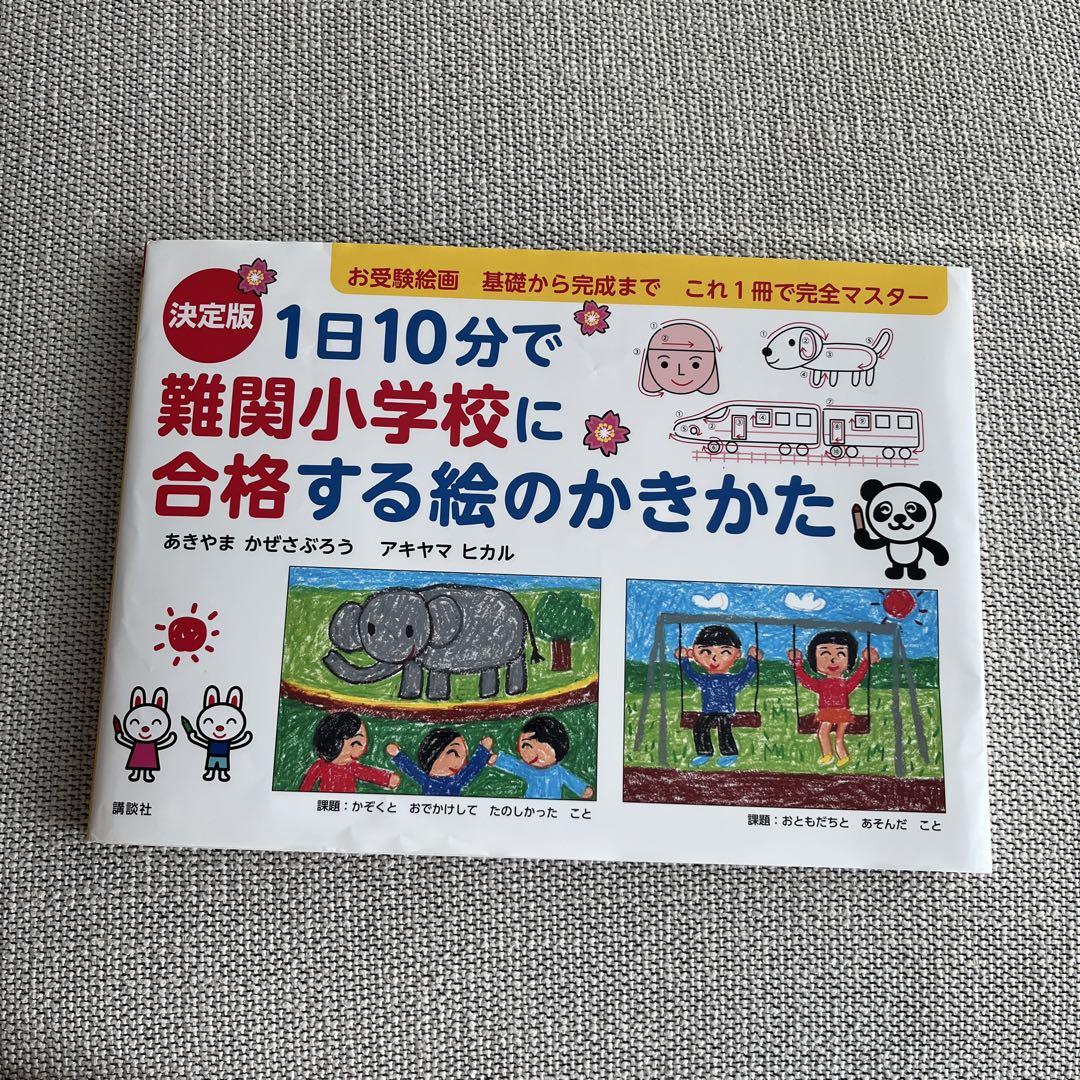 お受験絵画 基礎から完成まで これ1冊で完全マスター
決定版
1日10分で
難関小学校に
合格する絵のかきかた
あきやま かぜさぶろう アキヤマ ヒカル
講談社
課題：かぞくと おでかけして たのしかった こと
課題：おともだちと あそんだ こと